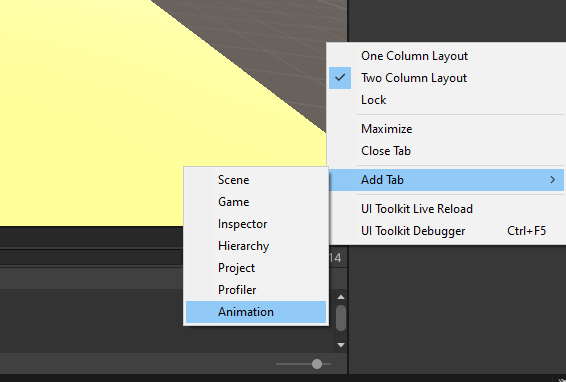 One Column Layout
Two Column Layout
Lock
Maximize
Close Tab
Add Tab
UI Toolkit Live Reload
UI Toolkit Debugger Ctrl+F5
Scene
Game
Inspector
Hierarchy
Project
Profiler
Animation
14